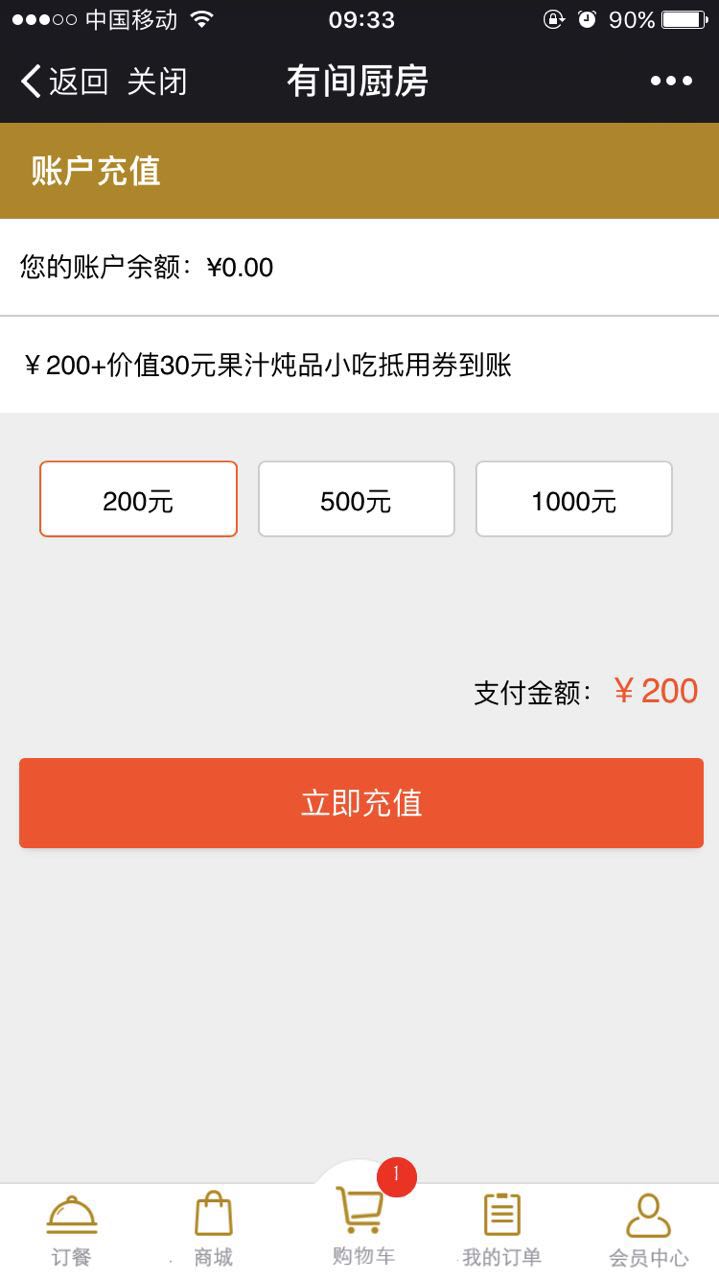 中国移动 09:33 90%
返回 关闭 有间厨房
账户充值
您的账户余额：¥0.00
￥200+价值30元果汁炖品小吃抵用券到账
200元 500元 1000元
支付金额：￥200
立即充值
1
订餐 商城 购物车 我的订单 会员中心